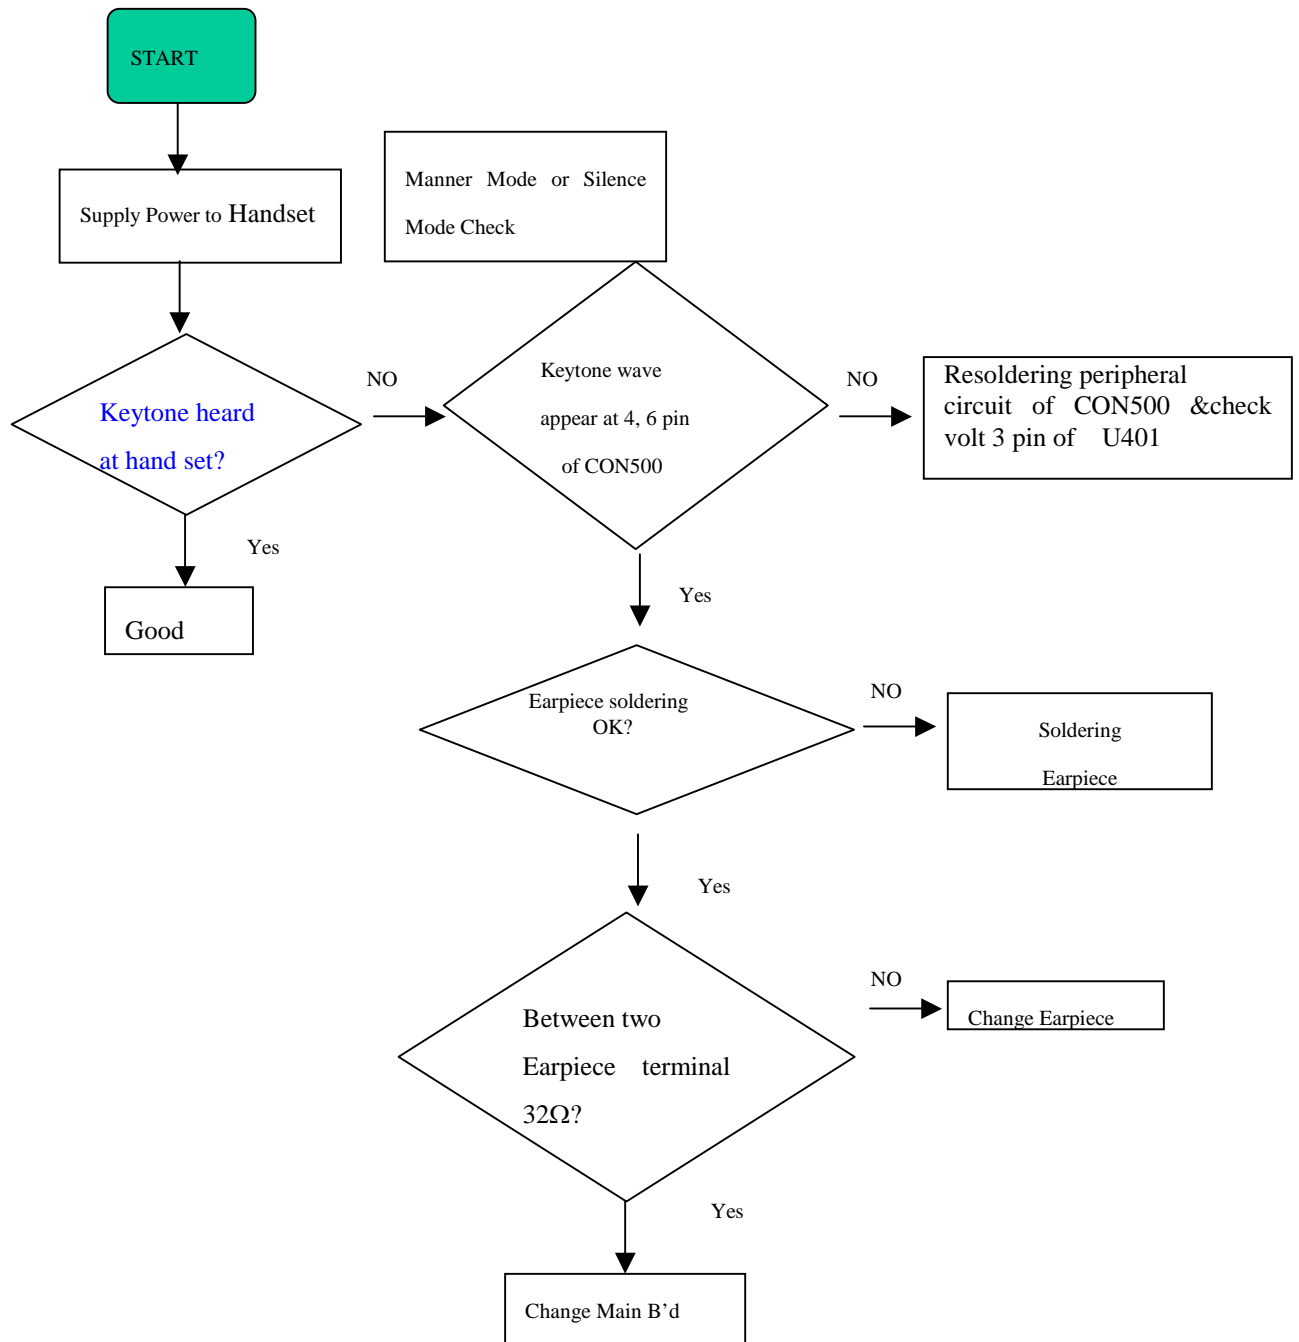 START
Supply Power to Handset
Manner Mode or Silence
Mode Check
Keytone heard
at hand set?
NO
Keytone wave
appear at 4, 6 pin
of CON500
NO
Resoldering peripheral
circuit of CON500 &check
volt 3 pin of U401
Yes
Good
Yes
Earpiece soldering
OK?
NO
Soldering
Earpiece
Yes
Between two
Earpiece terminal
32Ω?
NO
Change Earpiece
Yes
Change Main B’d